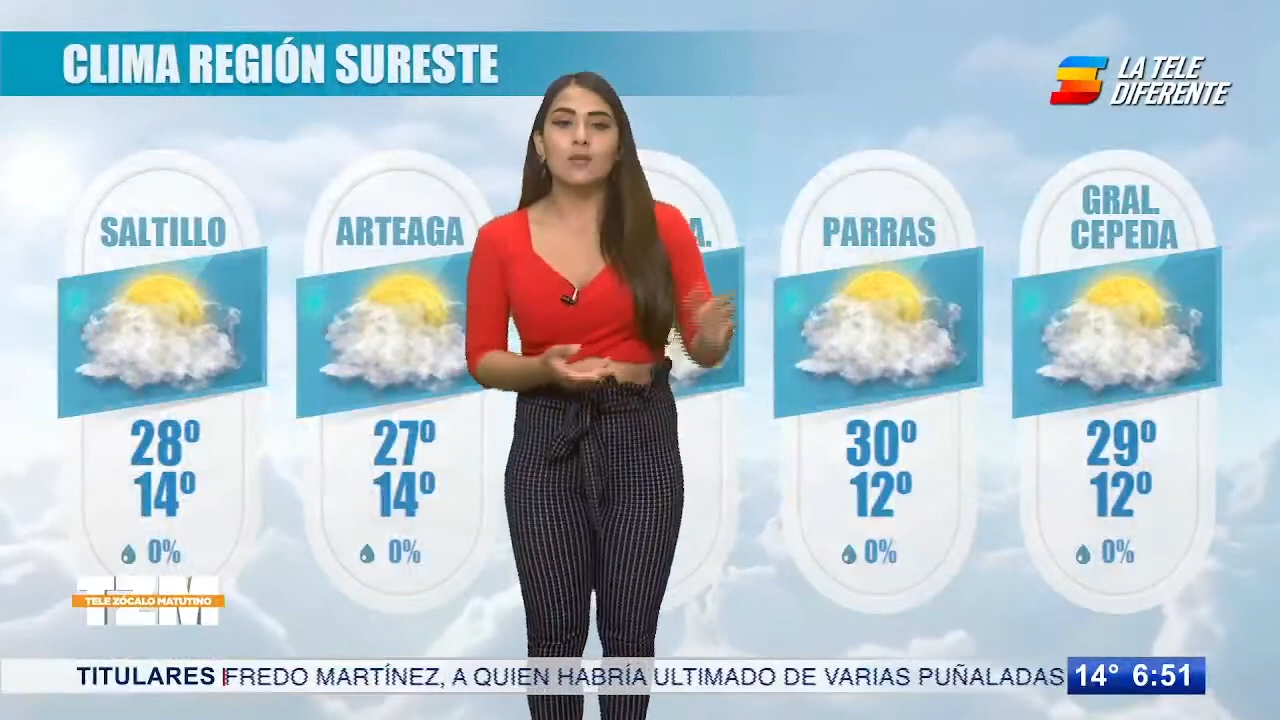 CLIMA REGIÓN SURESTE
LA TELE
DIFERENTE
SALTILLO
ARTEAGA
A.
PARRAS
GRAL.
CEPEDA
28º
27º
30º
29º
14º
14º
12º
12º
0%
0%
0%
0%
TZM
TELE ZÓCALO MATUTINO
TITULARES
FREDO MARTÍNEZ, A QUIEN HABRÍA ULTIMADO DE VARIAS PUÑALADAS
14° 6:51